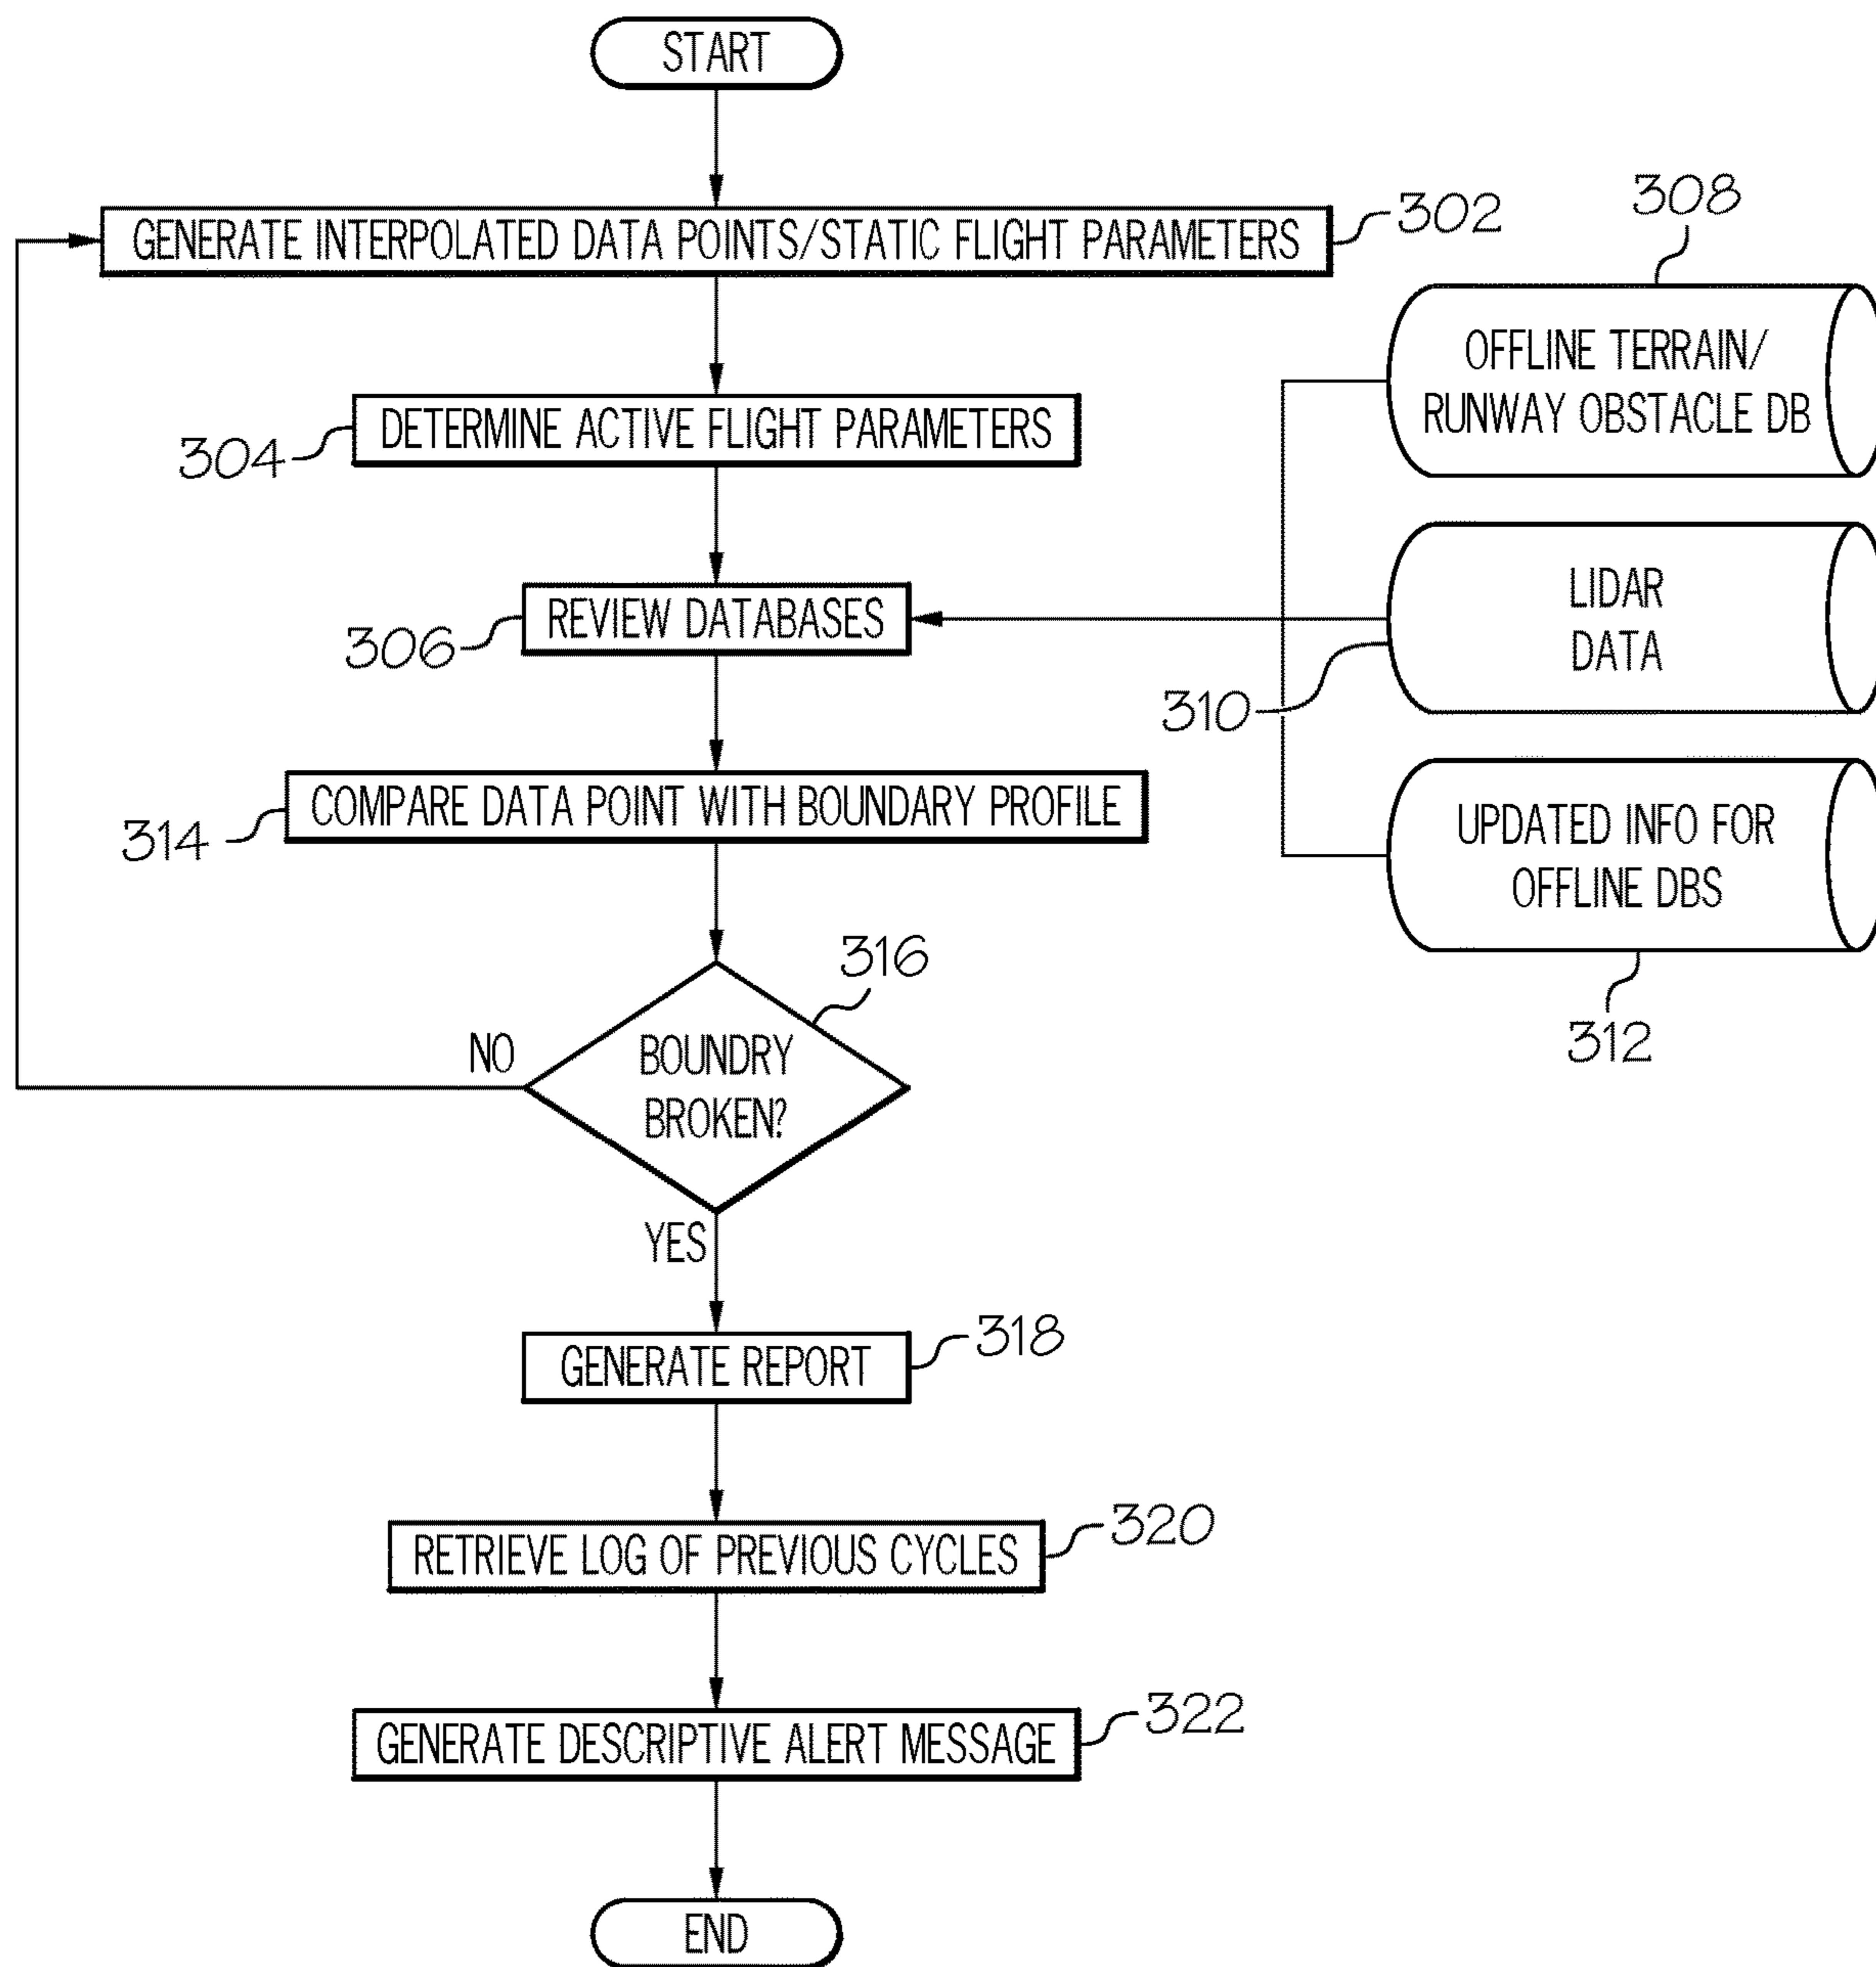 START
GENERATE INTERPOLATED DATA POINTS/STATIC FLIGHT PARAMETERS
302
308
OFFLINE TERRAIN/
RUNWAY OBSTACLE DB
DETERMINE ACTIVE FLIGHT PARAMETERS
304
REVIEW DATABASES
306
LIDAR
DATA
310
COMPARE DATA POINT WITH BOUNDARY PROFILE
314
UPDATED INFO FOR
OFFLINE DBS
312
316
NO
BOUNDRY
BROKEN?
YES
GENERATE REPORT
318
RETRIEVE LOG OF PREVIOUS CYCLES
320
GENERATE DESCRIPTIVE ALERT MESSAGE
322
END